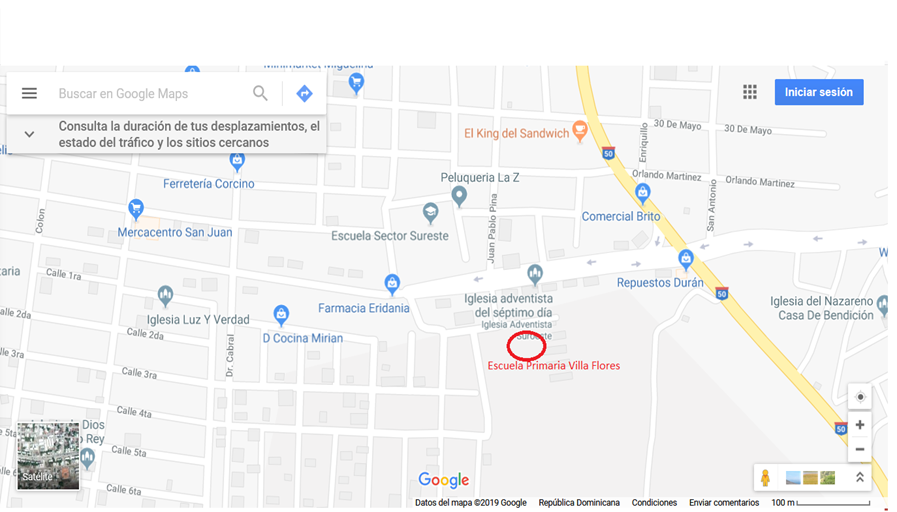 Minimarket Miguelina
Buscar en Google Maps
Iniciar sesión
Consulta la duración de tus desplazamientos, el
estado del tráfico y los sitios cercanos
El King del Sandwich
50
Enriquillo
30 De Mayo
30 De Mayo
Ferretería Corcino
Peluqueria La Z
Orlando Martinez
Orlando Martinez
Colon
Mercacentro San Juan
Escuela Sector Sureste
Juan Pablo Pina
Comercial Brito
San Antonio
Calle 1ra
Farmacia Eridania
Iglesia adventista
del séptimo día
Iglesia Adventista
Suroeste
Repuestos Durán
50
Iglesia del Nazareno
Casa De Bendición
Iglesia Luz Y Verdad
D Cocina Mirian
Calle 2da
Calle 2da
Dr. Cabral
Escuela Primaria Villa Flores
Calle 3ra
Calle 3ra
Calle 4ta
Dios
Rey
Calle 5ta
Calle 5ta
50
Satélite
Calle 6ta
Google
Datos del mapa ©2019 Google República Dominicana Condiciones Enviar comentarios 100 m